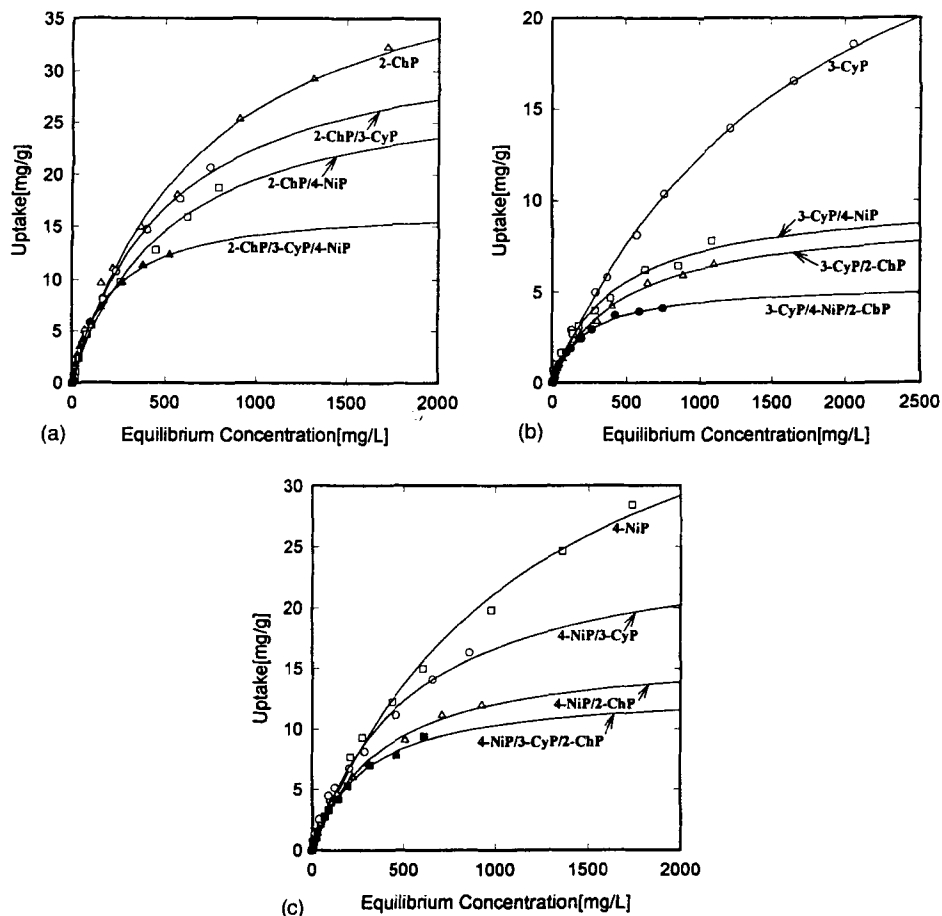 35
30
25
20
15
10
5
0
Uptake[mg/g]
2-ChP
2-ChP/3-CyP
2-ChP/4-NiP
2-ChP/3-CyP/4-NiP
0 500 1000 1500 2000
(a) Equilibrium Concentration[mg/L]
20
15
10
5
0
Uptake[mg/g]
3-CyP
3-CyP/4-NiP
3-CyP/2-ChP
3-CyP/4-NiP/2-ChP
0 500 1000 1500 2000 2500
(b) Equilibrium Concentration[mg/L]
30
25
20
15
10
5
0
Uptake[mg/g]
4-NiP
4-NiP/3-CyP
4-NiP/2-ChP
4-NiP/3-CyP/2-ChP
0 500 1000 1500 2000
(c) Equilibrium Concentration[mg/L]